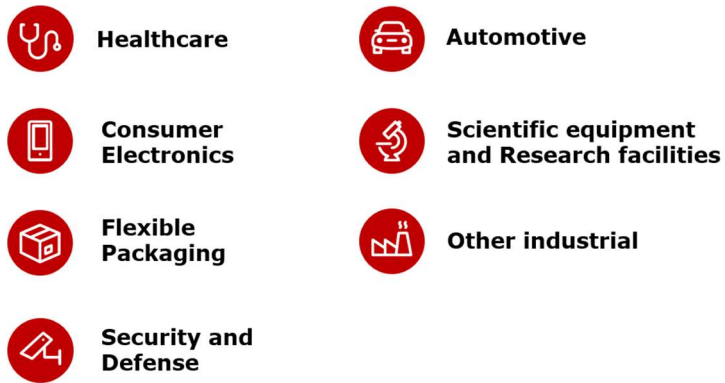 Healthcare
Automotive
Consumer
Electronics
Scientific equipment
and Research facilities
Flexible
Packaging
Other industrial
Security and
Defense